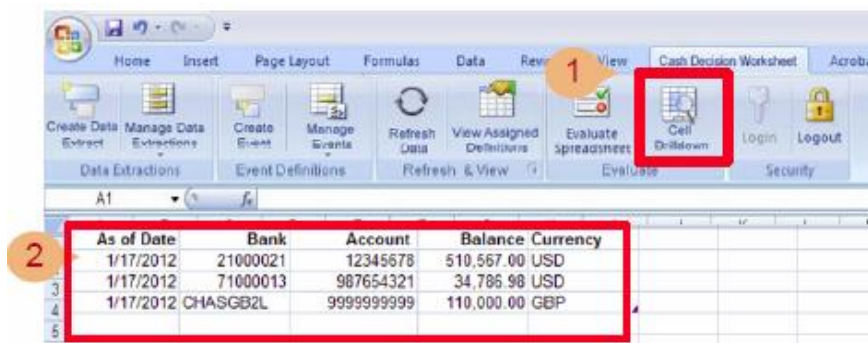 Home Insert Page Layout Formulas Data View Cash Decision Worksheet
1
Create Data Extract Manage Data Extractions Create Event Manage Events Refresh Data View Assigned Definitions Evaluate Spreadsheet Cell Drilldown Login Logout
Data Extractions Event Definitions Refresh & View Evaluate Security
A1 fx
As of Date Bank Account Balance Currency
2
1/17/2012 21000021 12345678 510,567.00 USD
3 1/17/2012 71000013 987654321 34,786.98 USD
4 1/17/2012 CHASGB2L 9999999999 110,000.00 GBP
5